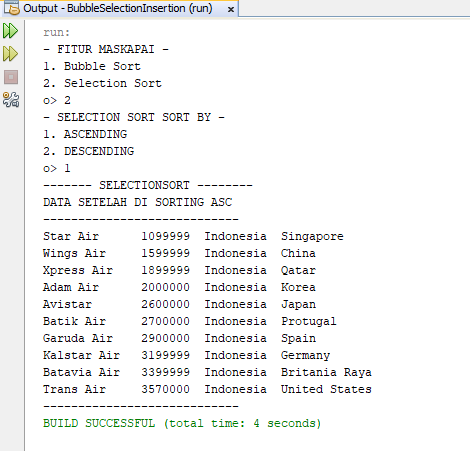 Output - BubbleSelectionInsertion (run) ×
run:
- FITUR MASKAPAI -
1. Bubble Sort
2. Selection Sort
o> 2
- SELECTION SORT SORT BY -
1. ASCENDING
2. DESCENDING
o> 1
------- SELECTIONSORT --------
DATA SETELAH DI SORTING ASC
----------------------------
Star Air 1099999 Indonesia Singapore
Wings Air 1599999 Indonesia China
Xpress Air 1899999 Indonesia Qatar
Adam Air 2000000 Indonesia Korea
Avistar 2600000 Indonesia Japan
Batik Air 2700000 Indonesia Protugal
Garuda Air 2900000 Indonesia Spain
Kalstar Air 3199999 Indonesia Germany
Batavia Air 3399999 Indonesia Britania Raya
Trans Air 3570000 Indonesia United States
----------------------------
BUILD SUCCESSFUL (total time: 4 seconds)